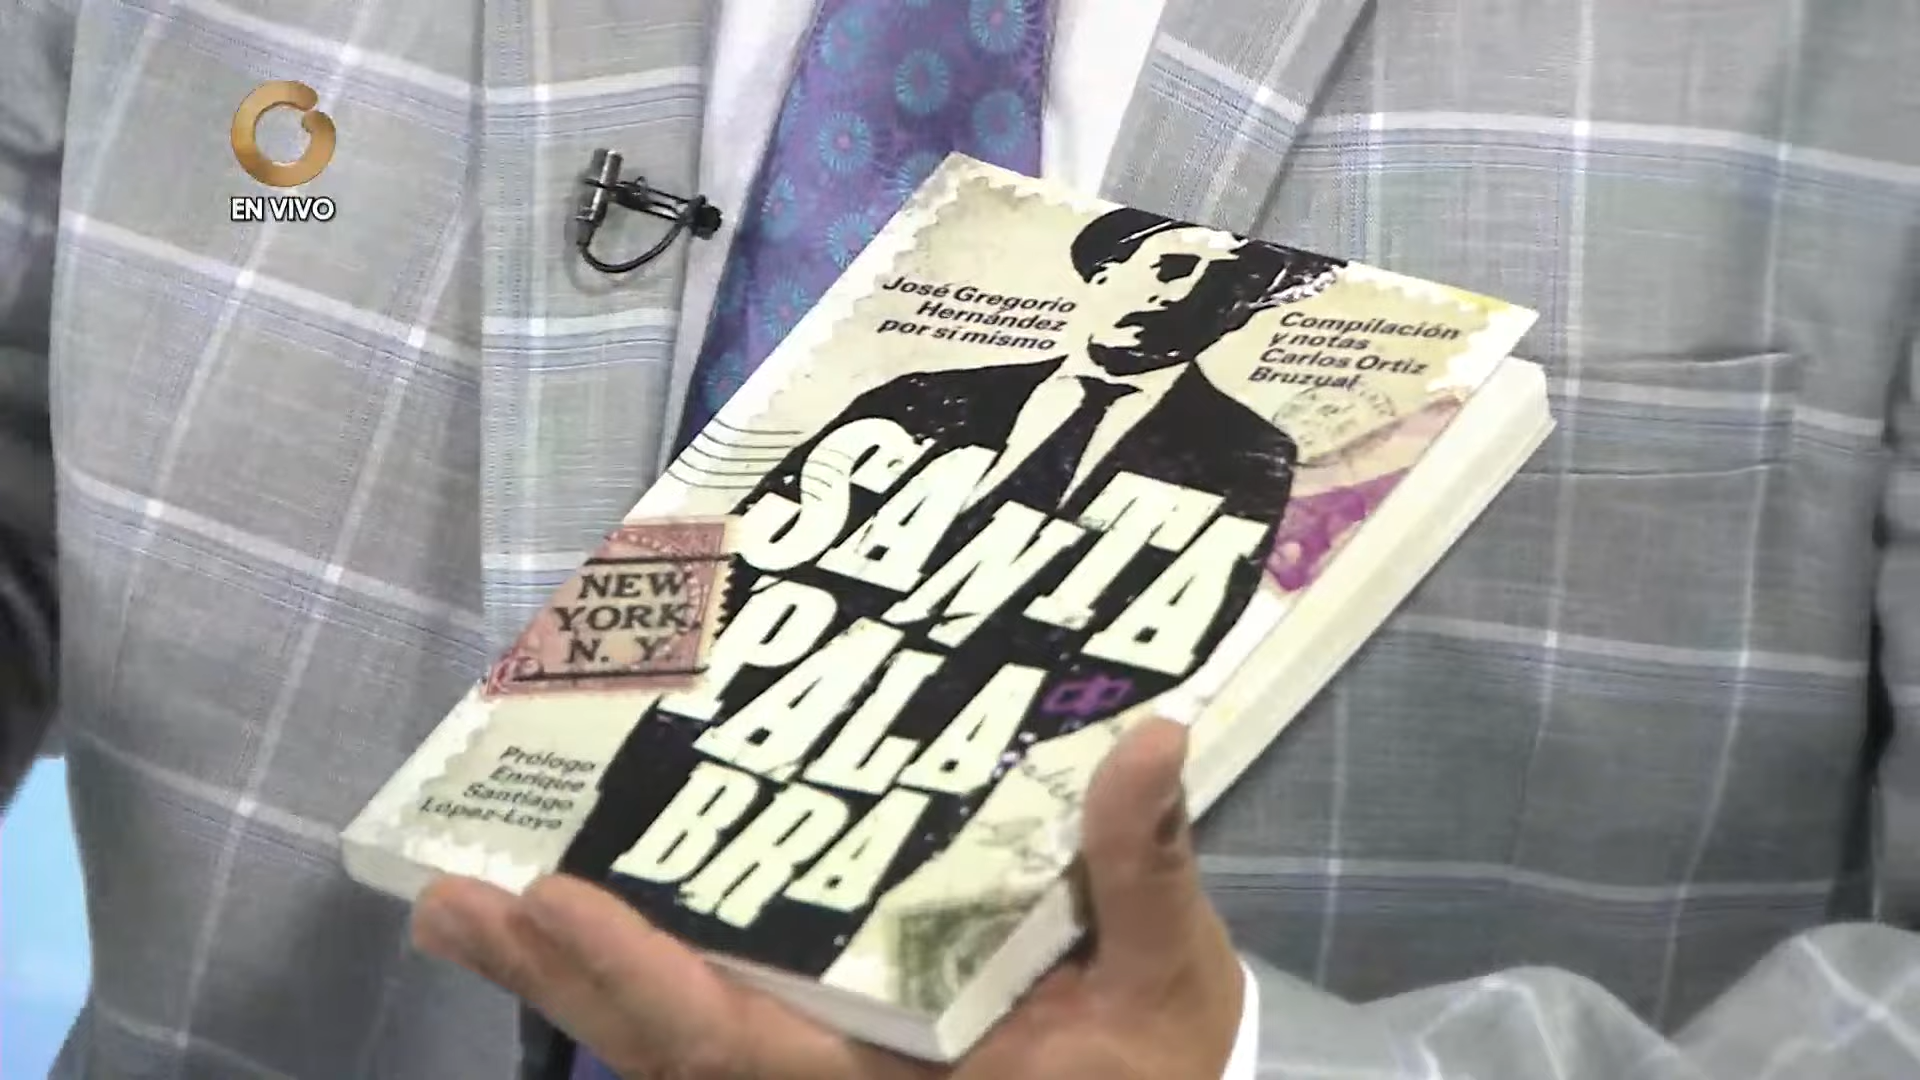 EN VIVO
José Gregorio
Hernández
por sí mismo
Compilación
y notas
Carlos Ortiz
Bruzual
SANTA
PALA
BRA
NEW
YORK,
N. Y.
Prólogo
Enrique
Santiago
López-Loyo